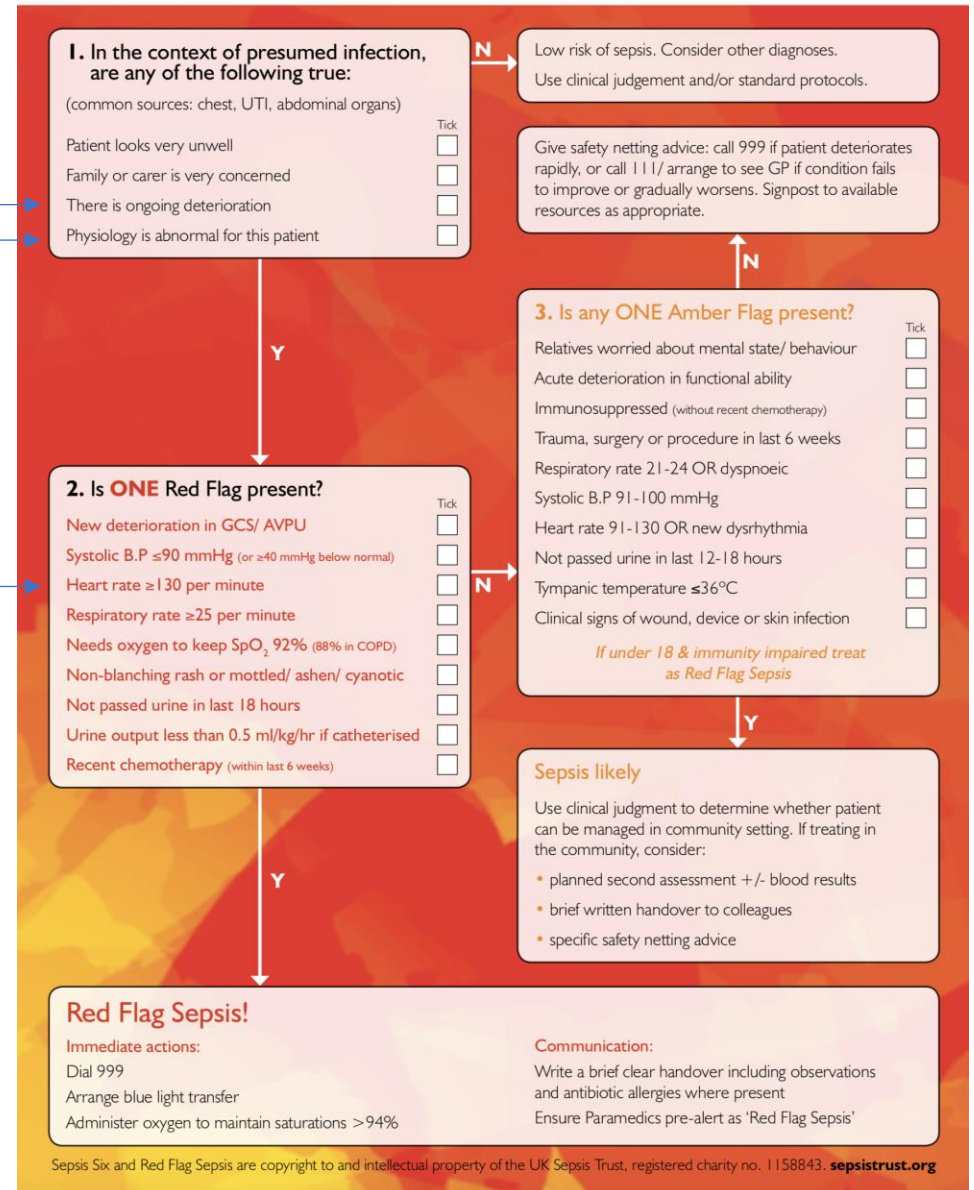 1. In the context of presumed infection,
are any of the following true:
(common sources: chest, UTI, abdominal organs)
Tick
Patient looks very unwell
Family or carer is very concerned
There is ongoing deterioration
Physiology is abnormal for this patient
N
Low risk of sepsis. Consider other diagnoses.
Use clinical judgement and/or standard protocols.
Give safety netting advice: call 999 if patient deteriorates
rapidly, or call 111/ arrange to see GP if condition fails
to improve or gradually worsens. Signpost to available
resources as appropriate.
Y
N
2. Is ONE Red Flag present?
Tick
New deterioration in GCS/ AVPU
Systolic B.P ≤90 mmHg (or ≥40 mmHg below normal)
Heart rate ≥130 per minute
Respiratory rate ≥25 per minute
Needs oxygen to keep SpO₂ 92% (88% in COPD)
Non-blanching rash or mottled/ ashen/ cyanotic
Not passed urine in last 18 hours
Urine output less than 0.5 ml/kg/hr if catheterised
Recent chemotherapy (within last 6 weeks)
N
3. Is any ONE Amber Flag present?
Tick
Relatives worried about mental state/ behaviour
Acute deterioration in functional ability
Immunosuppressed (without recent chemotherapy)
Trauma, surgery or procedure in last 6 weeks
Respiratory rate 21-24 OR dyspnoeic
Systolic B.P 91-100 mmHg
Heart rate 91-130 OR new dysrhythmia
Not passed urine in last 12-18 hours
Tympanic temperature ≤36ºC
Clinical signs of wound, device or skin infection
If under 18 & immunity impaired treat
as Red Flag Sepsis
Y
Sepsis likely
Use clinical judgment to determine whether patient
can be managed in community setting. If treating in
the community, consider:
• planned second assessment +/- blood results
• brief written handover to colleagues
• specific safety netting advice
Y
Red Flag Sepsis!
Immediate actions:
Dial 999
Arrange blue light transfer
Administer oxygen to maintain saturations >94%
Communication:
Write a brief clear handover including observations
and antibiotic allergies where present
Ensure Paramedics pre-alert as 'Red Flag Sepsis'
Sepsis Six and Red Flag Sepsis are copyright to and intellectual property of the UK Sepsis Trust, registered charity no. 1158843. sepsistrust.org